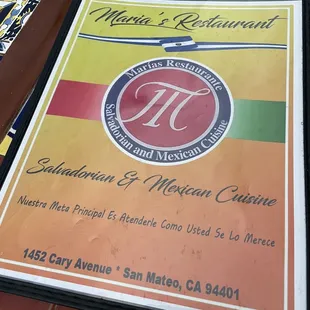 Maria's Restaurant
Marias Restaurante
M
Salvadorian and Mexican Cuisine
Salvadorian & Mexican Cuisine
Nuestra Meta Principal Es Atenderle Como Usted Se Lo Merece
1452 Cary Avenue * San Mateo, CA 94401